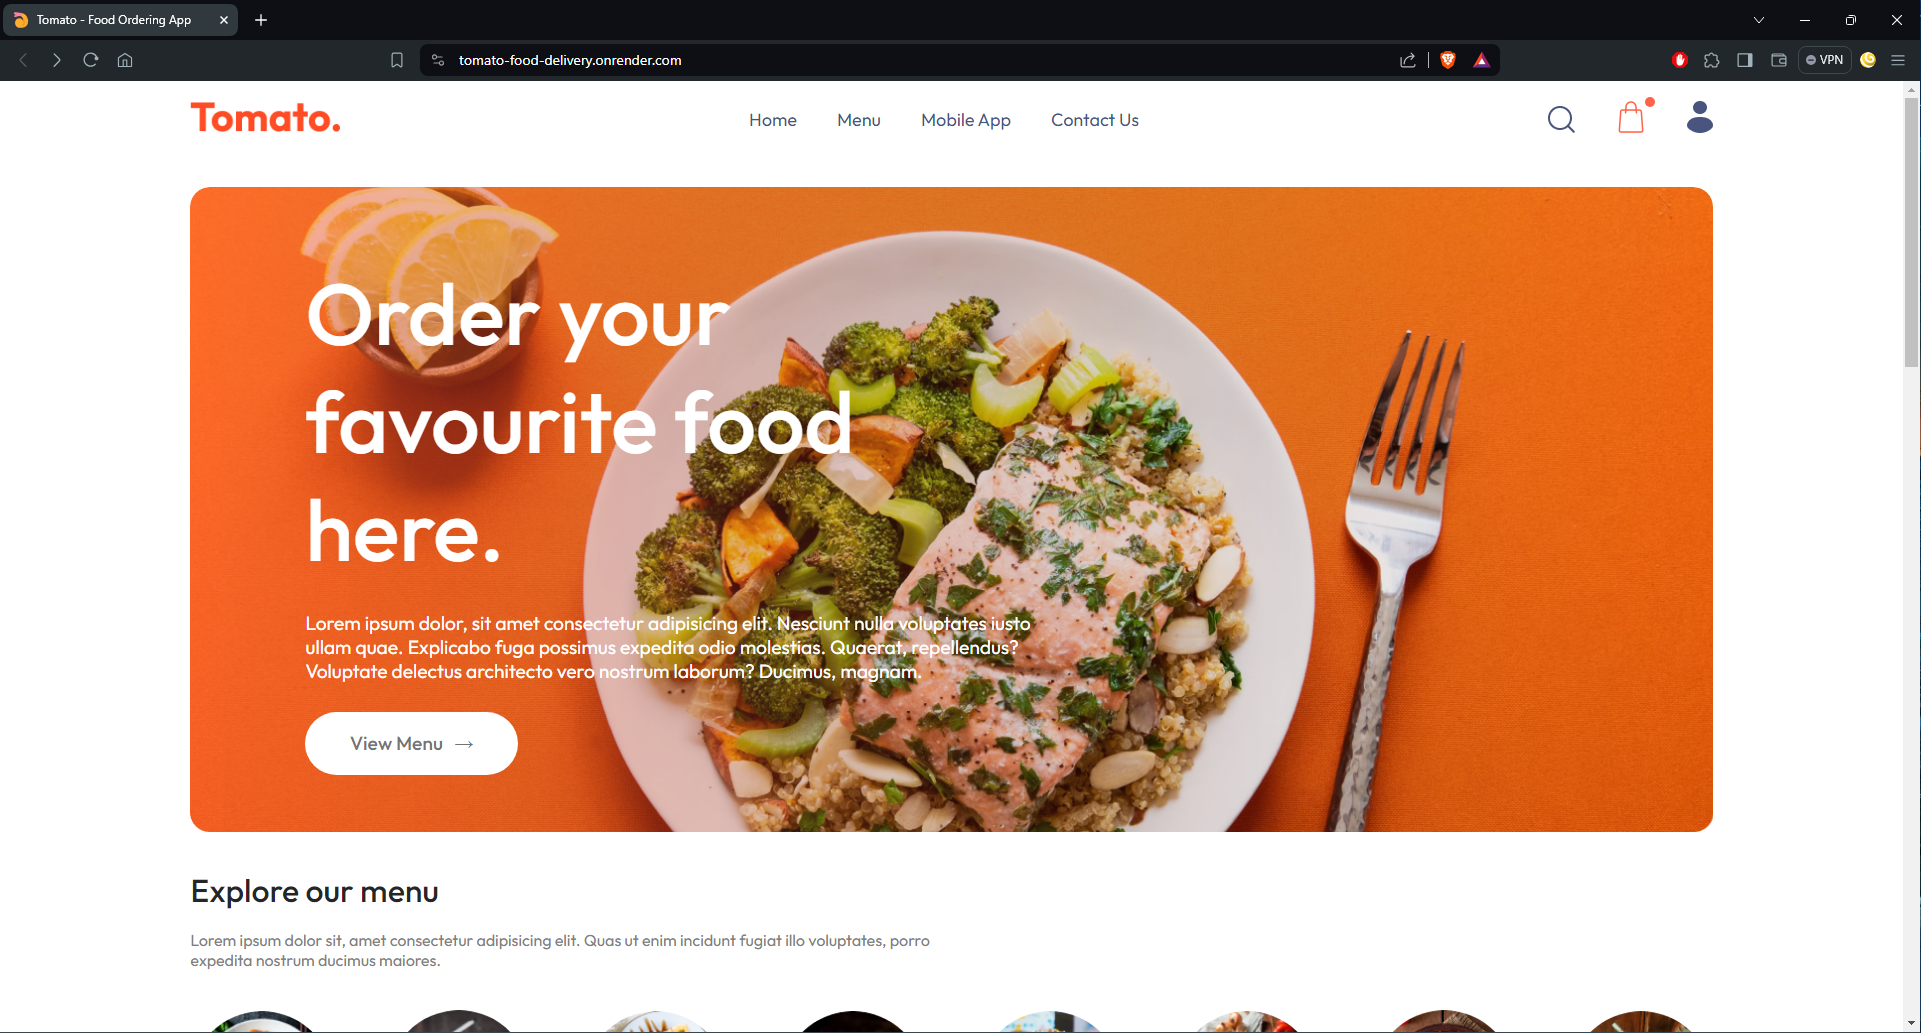 Tomato - Food Ordering App
tomato-food-delivery.onrender.com
VPN
Tomato.
Home
Menu
Mobile App
Contact Us
Order your
favourite food
here.
Lorem ipsum dolor, sit amet consectetur adipisicing elit. Nesciunt nulla voluptates iusto
ullam quae. Explicabo fuga possimus expedita odio molestias. Quaerat, repellendus?
Voluptate delectus architecto vero nostrum laborum? Ducimus, magnam.
View Menu →
Explore our menu
Lorem ipsum dolor sit, amet consectetur adipisicing elit. Quas ut enim incidunt fugiat illo voluptates, porro
expedita nostrum ducimus maiores.